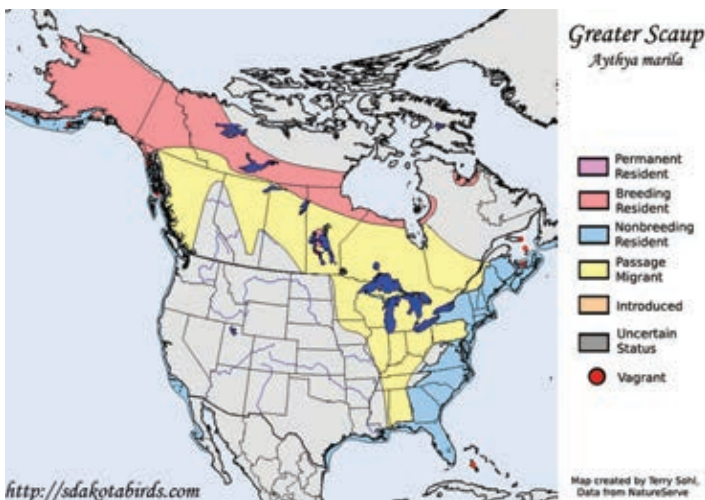 Greater Scaup
Aythya marila
Permanent
Resident
Breeding
Resident
Nonbreeding
Resident
Passage
Migrant
Introduced
Uncertain
Status
Vagrant
http://sdakotabirds.com
Map created by Terry Sohl,
Data from NatureServe